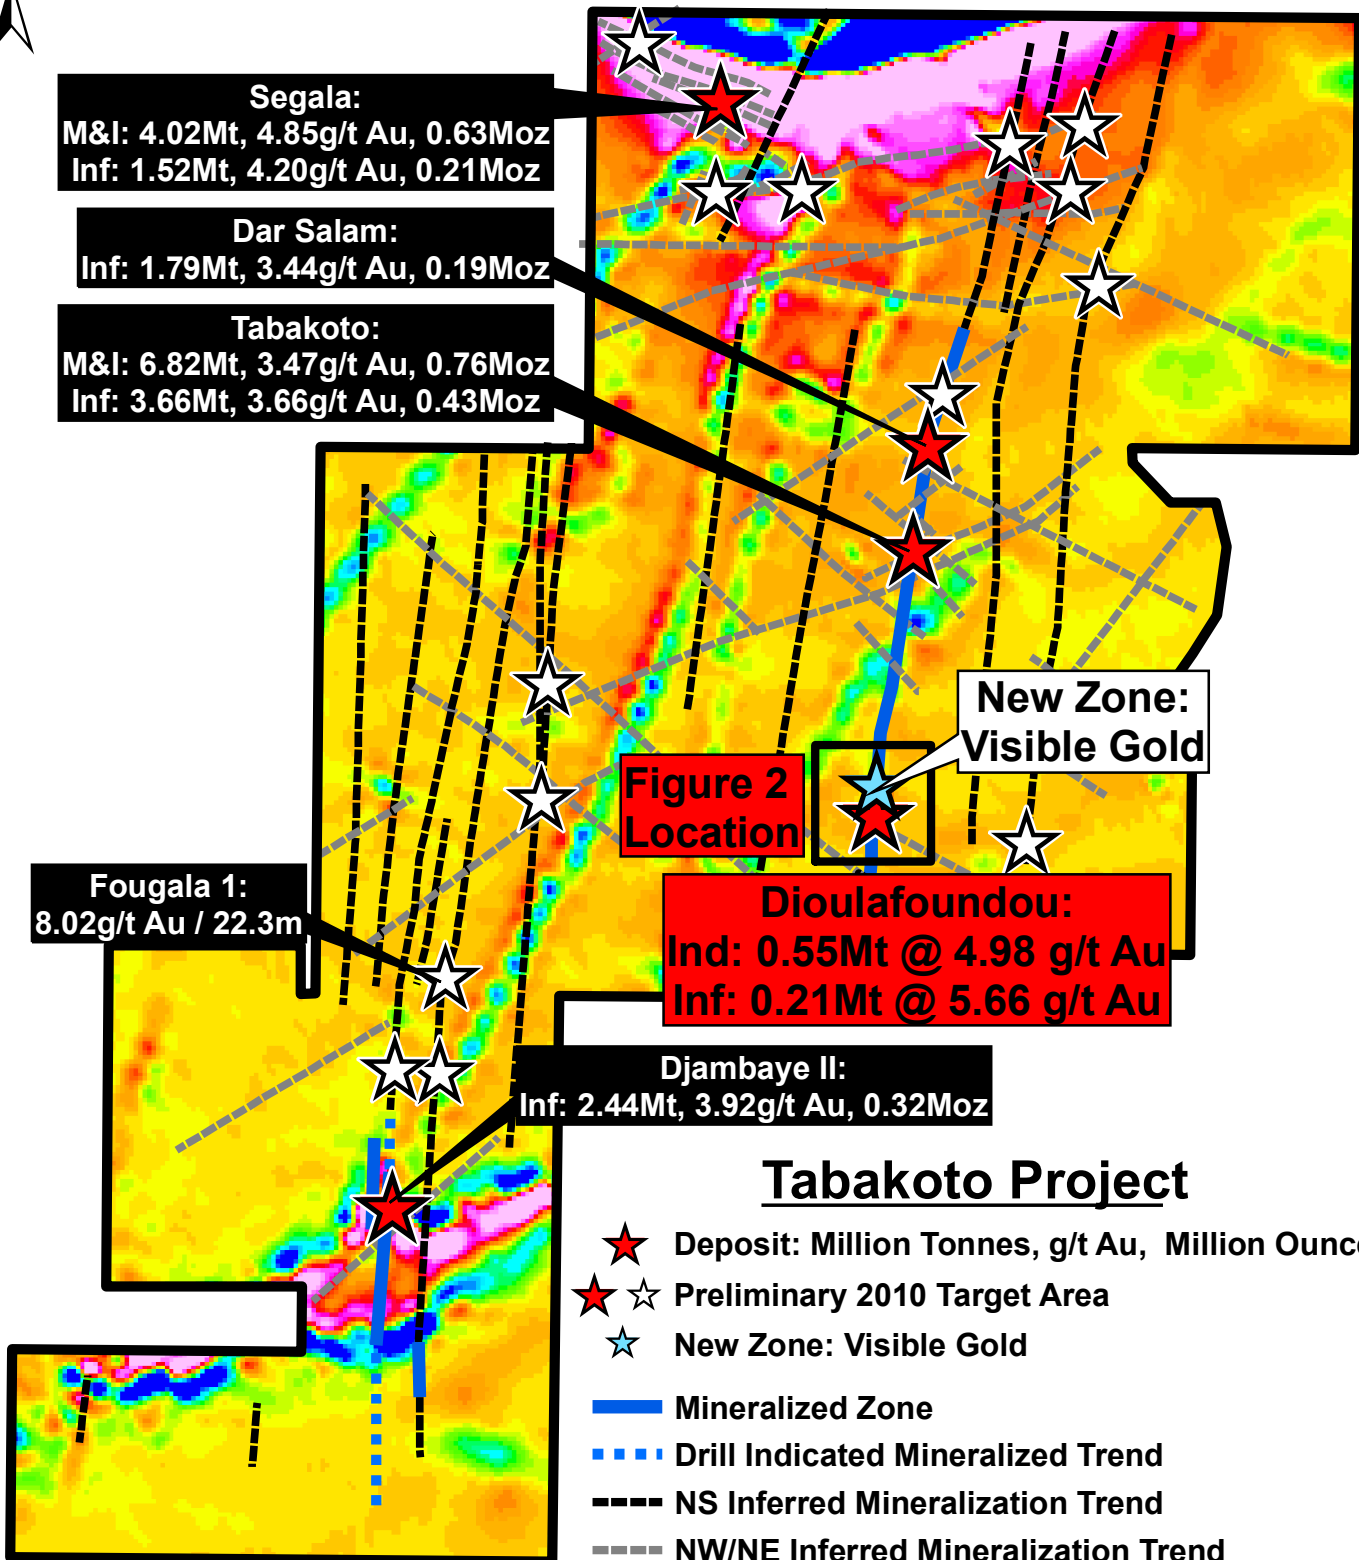 Segala:
M&I: 4.02Mt, 4.85g/t Au, 0.63Moz
Inf: 1.52Mt, 4.20g/t Au, 0.21Moz
Dar Salam:
Inf: 1.79Mt, 3.44g/t Au, 0.19Moz
Tabakoto:
M&I: 6.82Mt, 3.47g/t Au, 0.76Moz
Inf: 3.66Mt, 3.66g/t Au, 0.43Moz
New Zone:
Visible Gold
Figure 2
Location
Fougala 1:
8.02g/t Au / 22.3m
Dioulafoundou:
Ind: 0.55Mt @ 4.98 g/t Au
Inf: 0.21Mt @ 5.66 g/t Au
Djambaye II:
Inf: 2.44Mt, 3.92g/t Au, 0.32Moz
Tabakoto Project
Deposit: Million Tonnes, g/t Au, Million Ounc
Preliminary 2010 Target Area
New Zone: Visible Gold
Mineralized Zone
Drill Indicated Mineralized Trend
NS Inferred Mineralization Trend
NW/NE Inferred Mineralization Trend